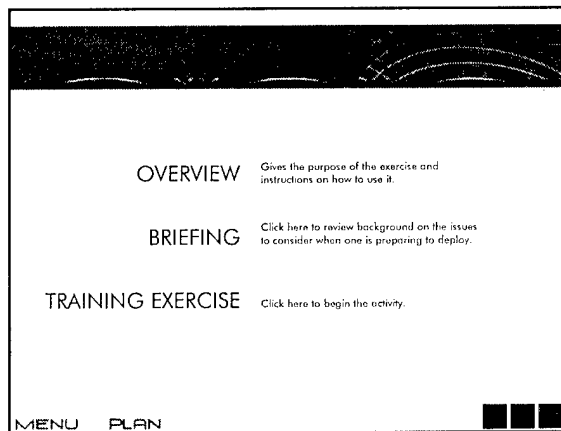 OVERVIEW Gives the purpose of the exercise and
instructions on how to use it.
BRIEFING Click here to review background on the issues
to consider when one is preparing to deploy.
TRAINING EXERCISE Click here to begin the activity.
MENU PLAN